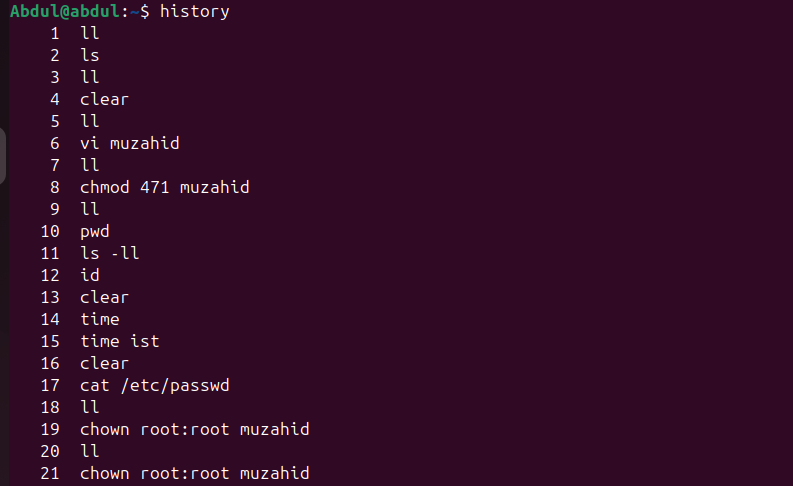 Abdul@abdul:~$ history
1 ll
2 ls
3 ll
4 clear
5 ll
6 vi muzahid
7 ll
8 chmod 471 muzahid
9 ll
10 pwd
11 ls -ll
12 id
13 clear
14 time
15 time ist
16 clear
17 cat /etc/passwd
18 ll
19 chown root:root muzahid
20 ll
21 chown root:root muzahid